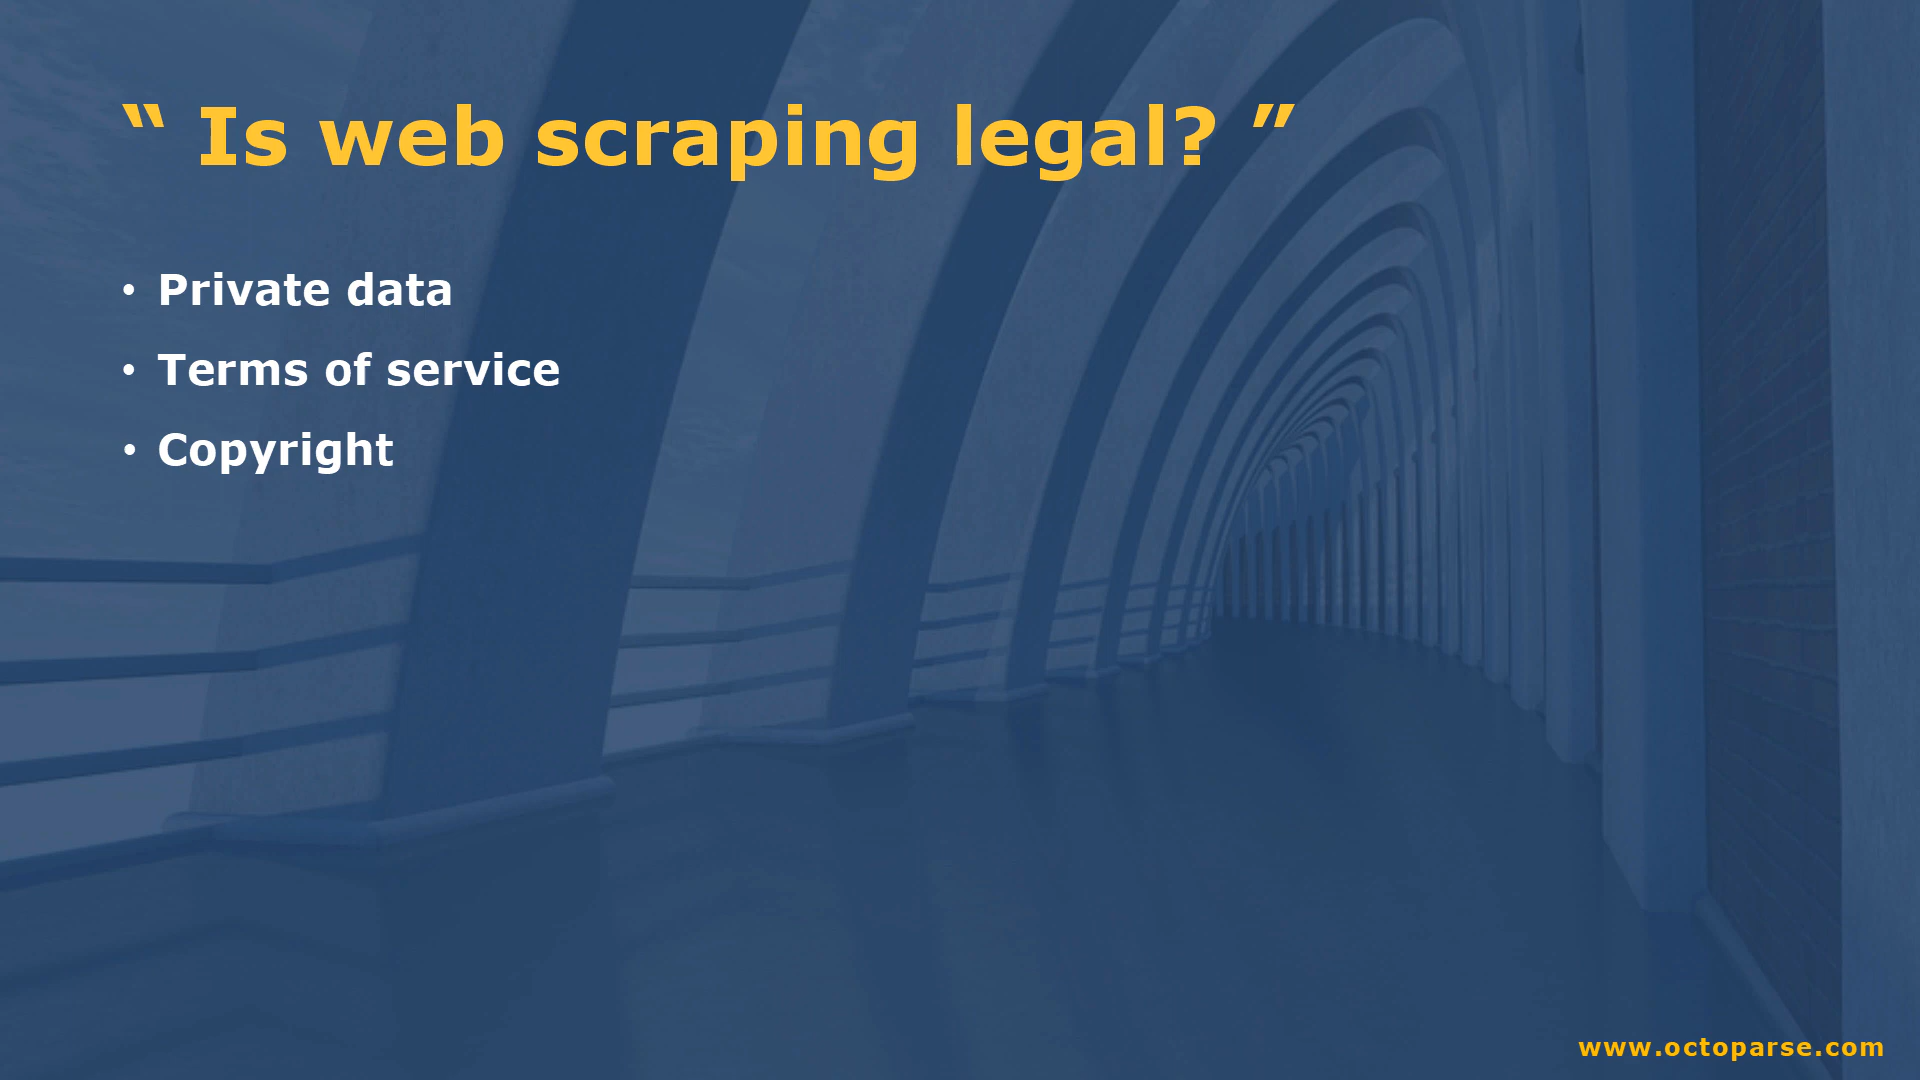 “ Is web scraping legal? ”
• Private data
• Terms of service
• Copyright
www.octoparse.com